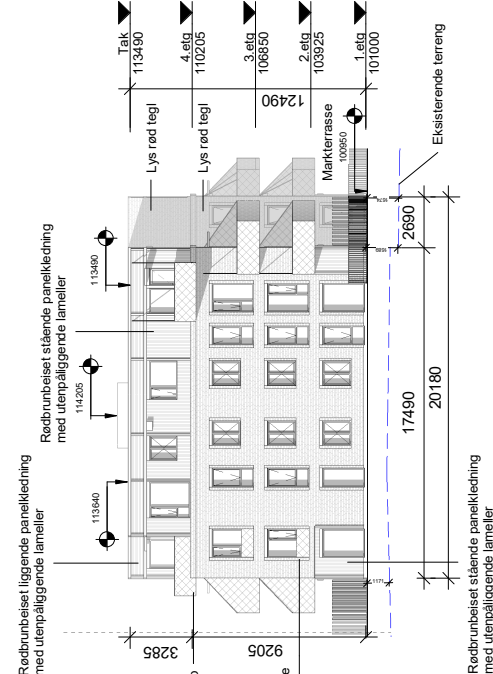 Tak
113490
4.etg
110205
3.etg
106850
2.etg
103925
1.etg
101000
12490
Lys rød tegl
Lys rød tegl
Markterrasse
100950
Eksisterende terreng
113490
Rødbrunbeiset stående panelkledning
med utenpåliggende lameller
114205
Rødbrunbeiset liggende panelkledning
med utenpåliggende lameller
113640
2690
17490
20180
1171
3285
9205
Rødbrunbeiset stående panelkledning
med utenpåliggende lameller